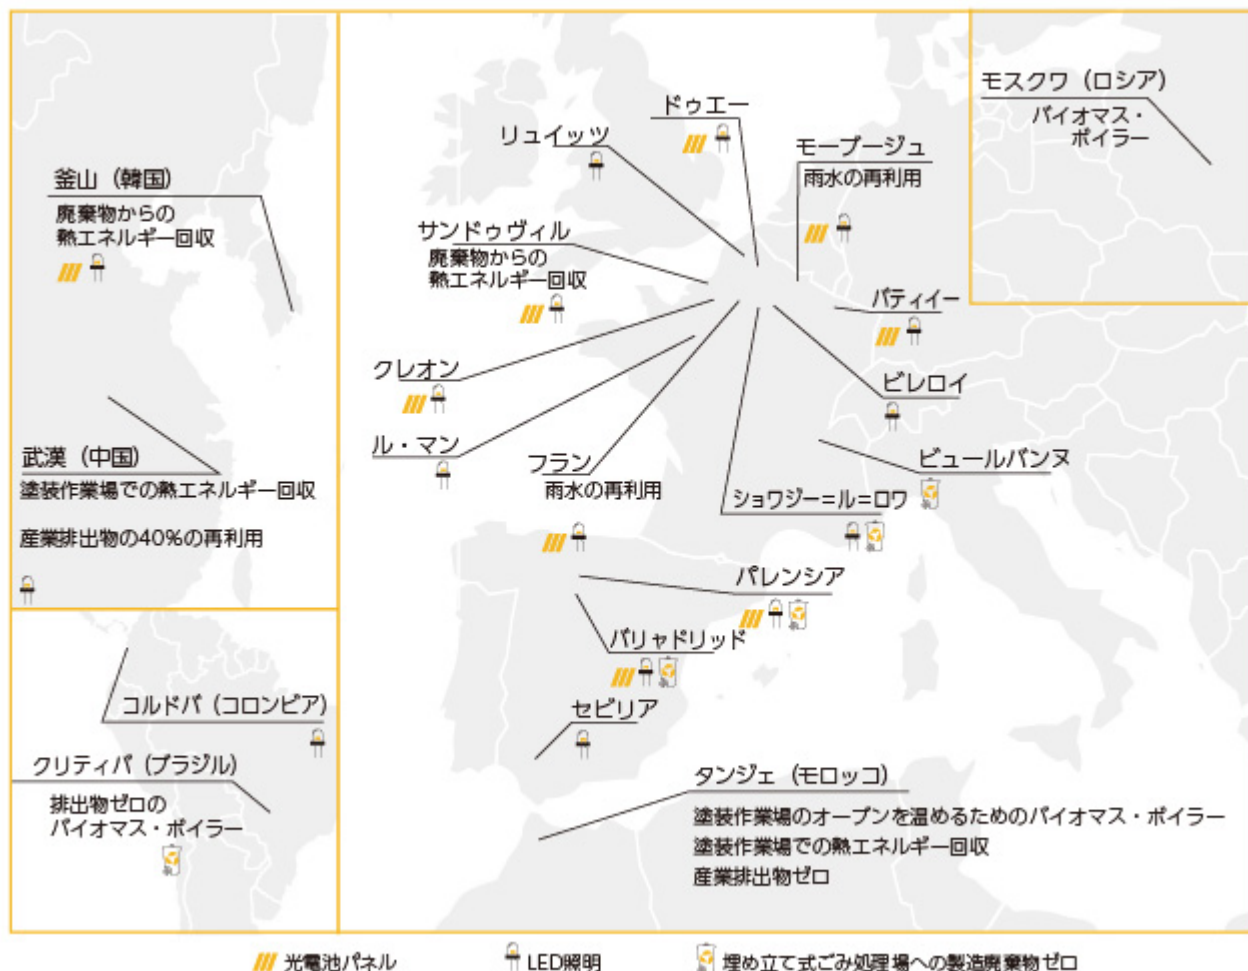 釜山（韓国）
廃棄物からの
熱エネルギー回収
武漢（中国）
塗装作業場での熱エネルギー回収
産業排出物の40%の再利用
コルドバ（コロンビア）
クリティバ（ブラジル）
排出物ゼロの
バイオマス・ボイラー
ドゥエー
リュイッツ
モーブージュ
雨水の再利用
サンドゥヴィル
廃棄物からの
熱エネルギー回収
バティイー
クレオン
ビレロイ
ル・マン
フラン
雨水の再利用
ビュールバンヌ
ショワジー=ル=ロワ
パレンシア
バリャドリッド
セビリア
タンジェ（モロッコ）
塗装作業場のオーブンを温めるためのバイオマス・ボイラー
塗装作業場での熱エネルギー回収
産業排出物ゼロ
モスクワ（ロシア）
バイオマス・
ボイラー
光電池パネル
LED照明
埋め立て式ごみ処理場への製造廃棄物ゼロ